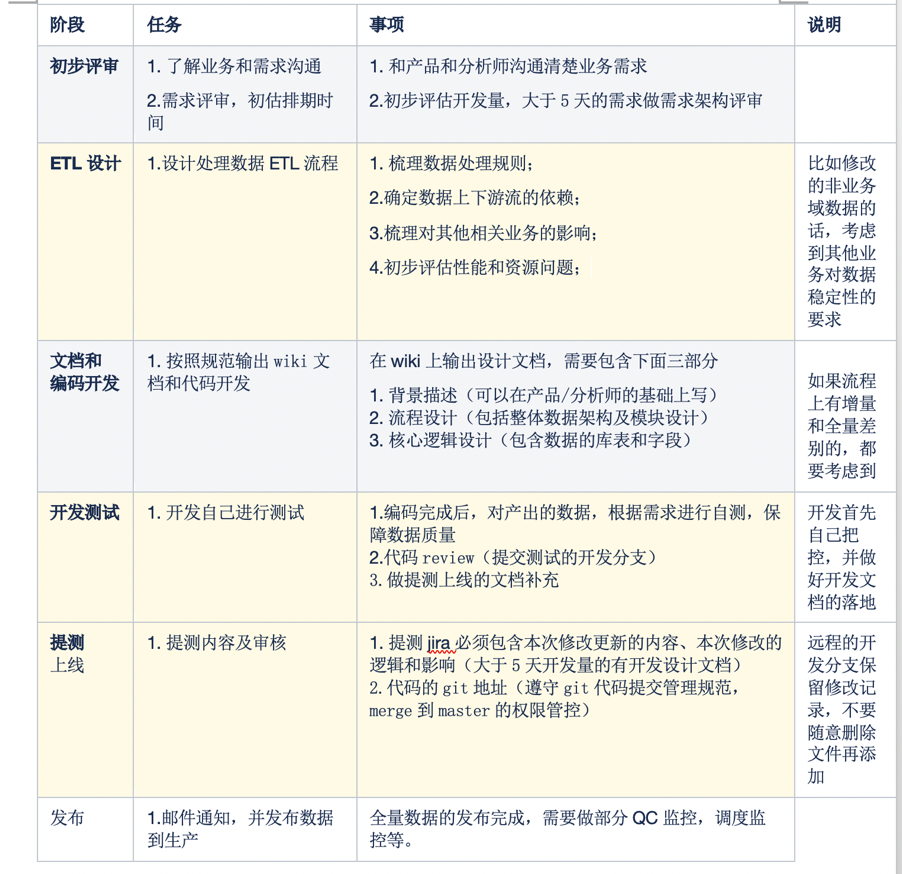 阶段
任务
事项
说明
初步评审
1. 了解业务和需求沟通
2.需求评审，初估排期时
间
1. 和产品和分析师沟通清楚业务需求
2.初步评估开发量，大于 5 天的需求做需求架构评审
ETL 设计
1.设计处理数据 ETL 流程
1. 梳理数据处理规则；
2.确定数据上下游流的依赖；
3.梳理对其他相关业务的影响；
4.初步评估性能和资源问题；
比如修改
的非业务
域数据的
话，考虑
到其他业
务对数据
稳定性的
要求
文档和
编码开发
1. 按照规范输出 wiki 文
档和代码开发
在 wiki 上输出设计文档，需要包含下面三部分
1. 背景描述（可以在产品/分析师的基础上写）
2. 流程设计（包括整体数据架构及模块设计）
3. 核心逻辑设计（包含数据的库表和字段）
如果流程
上有增量
和全量差
别的，都
要考虑到
开发测试
1. 开发自己进行测试
1.编码完成后，对产出的数据，根据需求进行自测，保
障数据质量
2.代码 review（提交测试的开发分支）
3. 做提测上线的文档补充
开发首先
自己把
控，并做
好开发文
档的落地
提测
上线
1. 提测内容及审核
1. 提测 jira 必须包含本次修改更新的内容、本次修改的
逻辑和影响（大于 5 天开发量的有开发设计文档）
2. 代码的 git 地址（遵守 git 代码提交管理规范，
merge 到 master 的权限管控）
远程的开
发分支保
留修改记
录，不要
随意删除
文件再添
加
发布
1.邮件通知，并发布数据
到生产
全量数据的发布完成，需要做部分 QC 监控，调度监
控等。